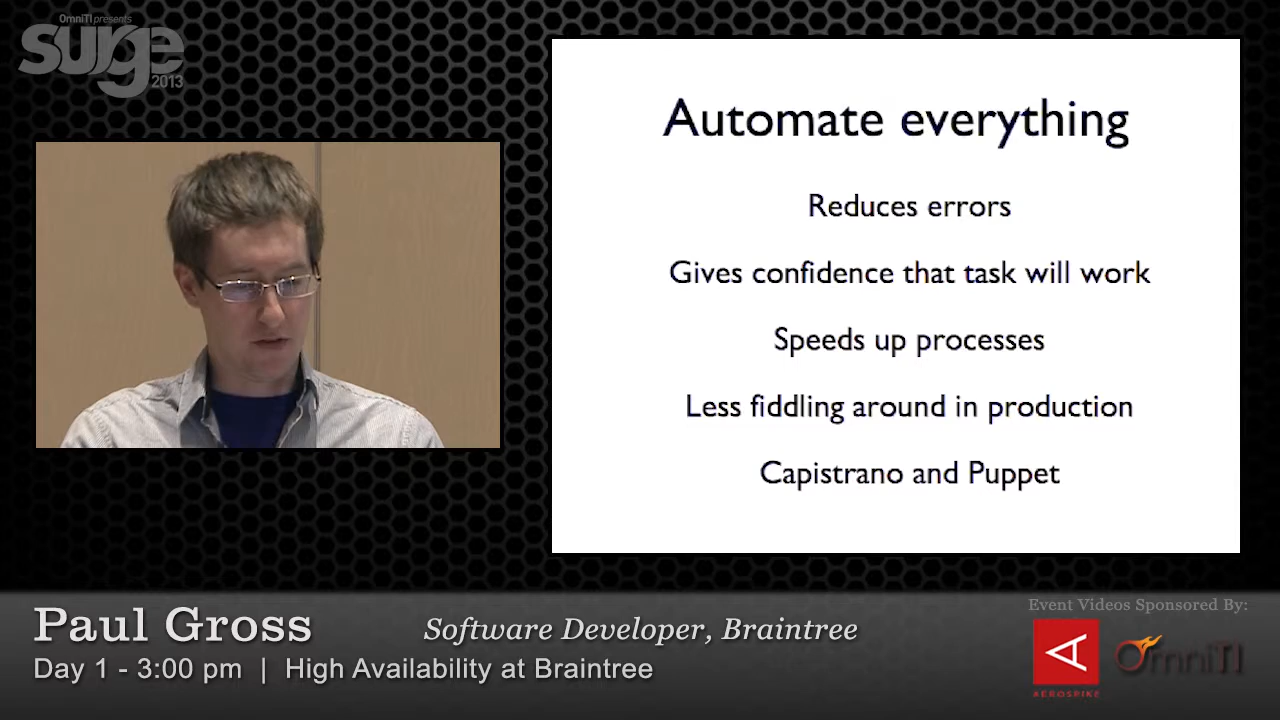 OmniTI presents
surge
2013
Automate everything
Reduces errors
Gives confidence that task will work
Speeds up processes
Less fiddling around in production
Capistrano and Puppet
Paul Gross
Software Developer, Braintree
Day 1 - 3:00 pm | High Availability at Braintree
Event Videos Sponsored By:
AEROSPIKE
OmniTI